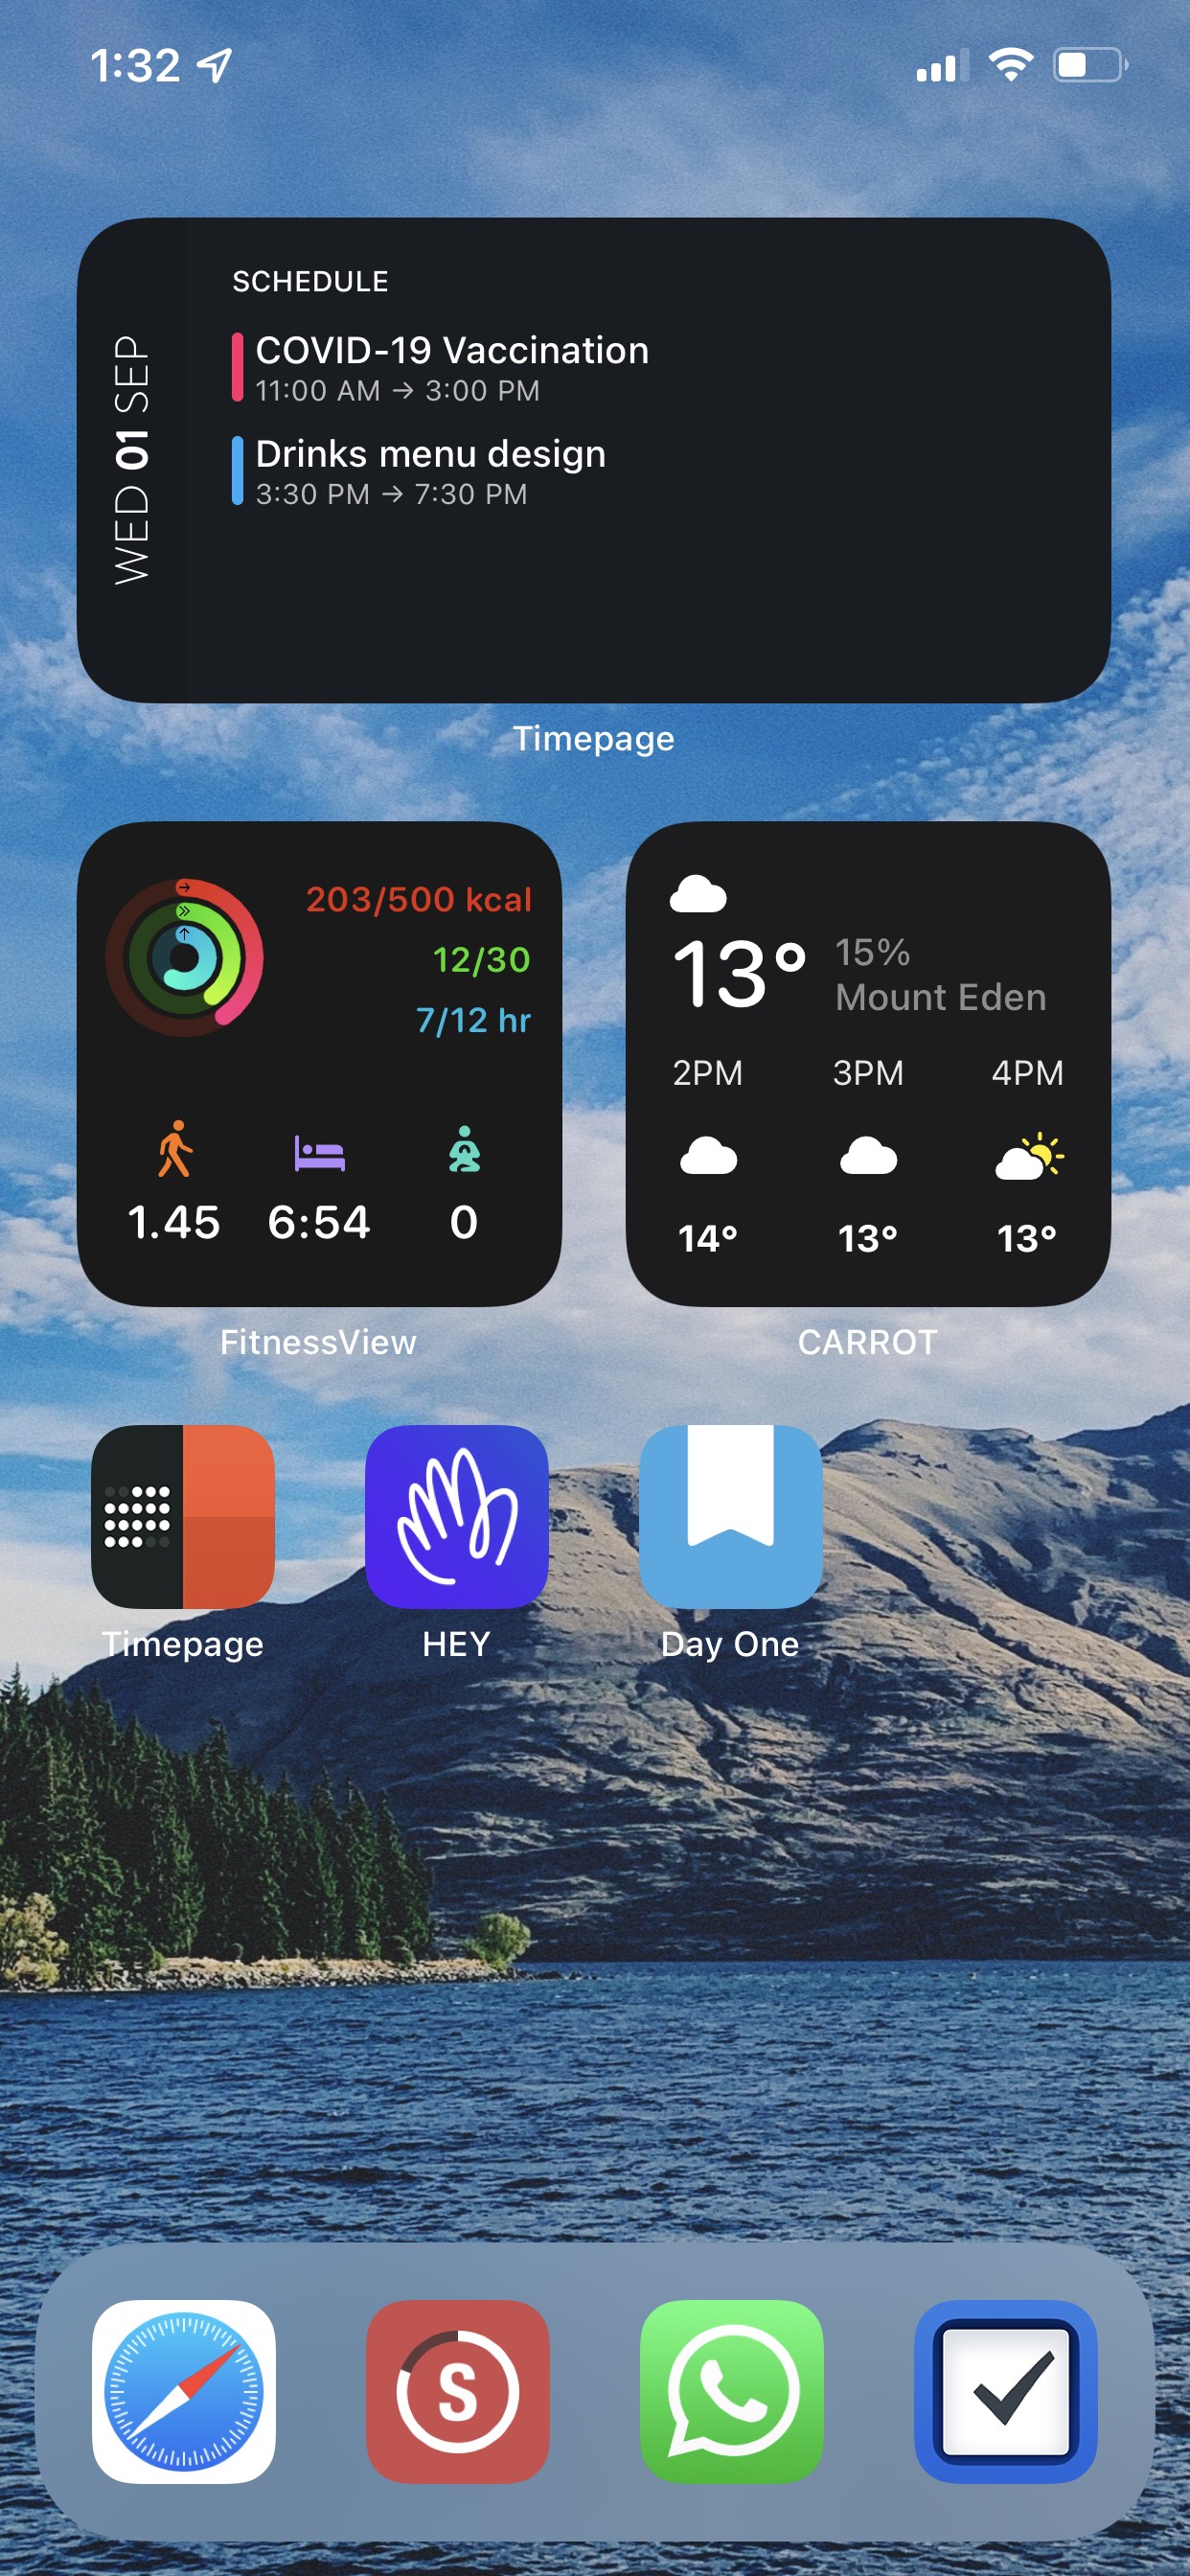 1:32
WED 01 SEP
SCHEDULE
COVID-19 Vaccination
11:00 AM → 3:00 PM
Drinks menu design
3:30 PM → 7:30 PM
Timepage
203/500 kcal
12/30
7/12 hr
1.45 6:54 0
FitnessView
13° 15%
Mount Eden
2PM 3PM 4PM
14° 13° 13°
CARROT
Timepage HEY Day One
S